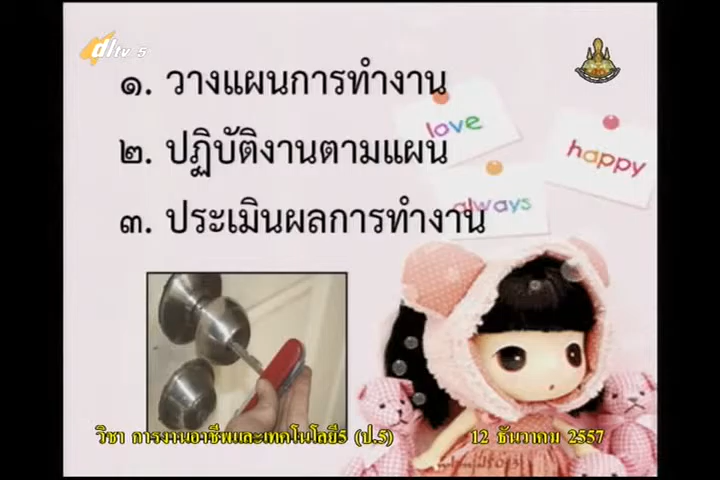 dltv 5
๑. วางแผนการทำงาน
๒. ปฏิบัติงานตามแผน
๓. ประเมินผลการทำงาน
love
happy
always
วิชา การงานอาชีพและเทคโนโลยี5 (ป.5)
12 ธันวาคม 2557